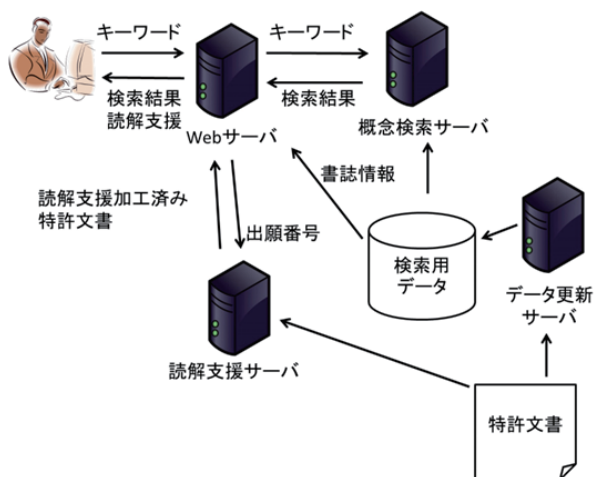 キーワード
キーワード
検索結果
読解支援
検索結果
Webサーバ
概念検索サーバ
読解支援加工済み
特許文書
出願番号
書誌情報
検索用
データ
データ更新
サーバ
読解支援サーバ
特許文書